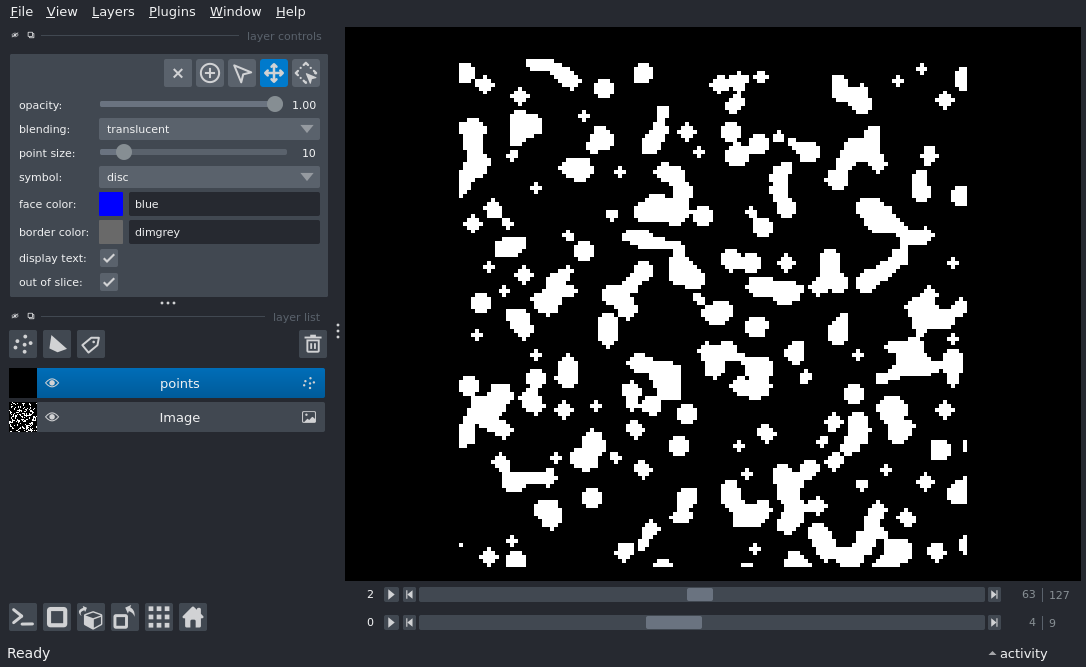 File View Layers Plugins Window Help
layer controls
opacity: 1.00
blending: translucent
point size: 10
symbol: disc
face color: blue
border color: dimgrey
display text:
out of slice:
layer list
points
Image
2 63 | 127
0 4 | 9
Ready activity